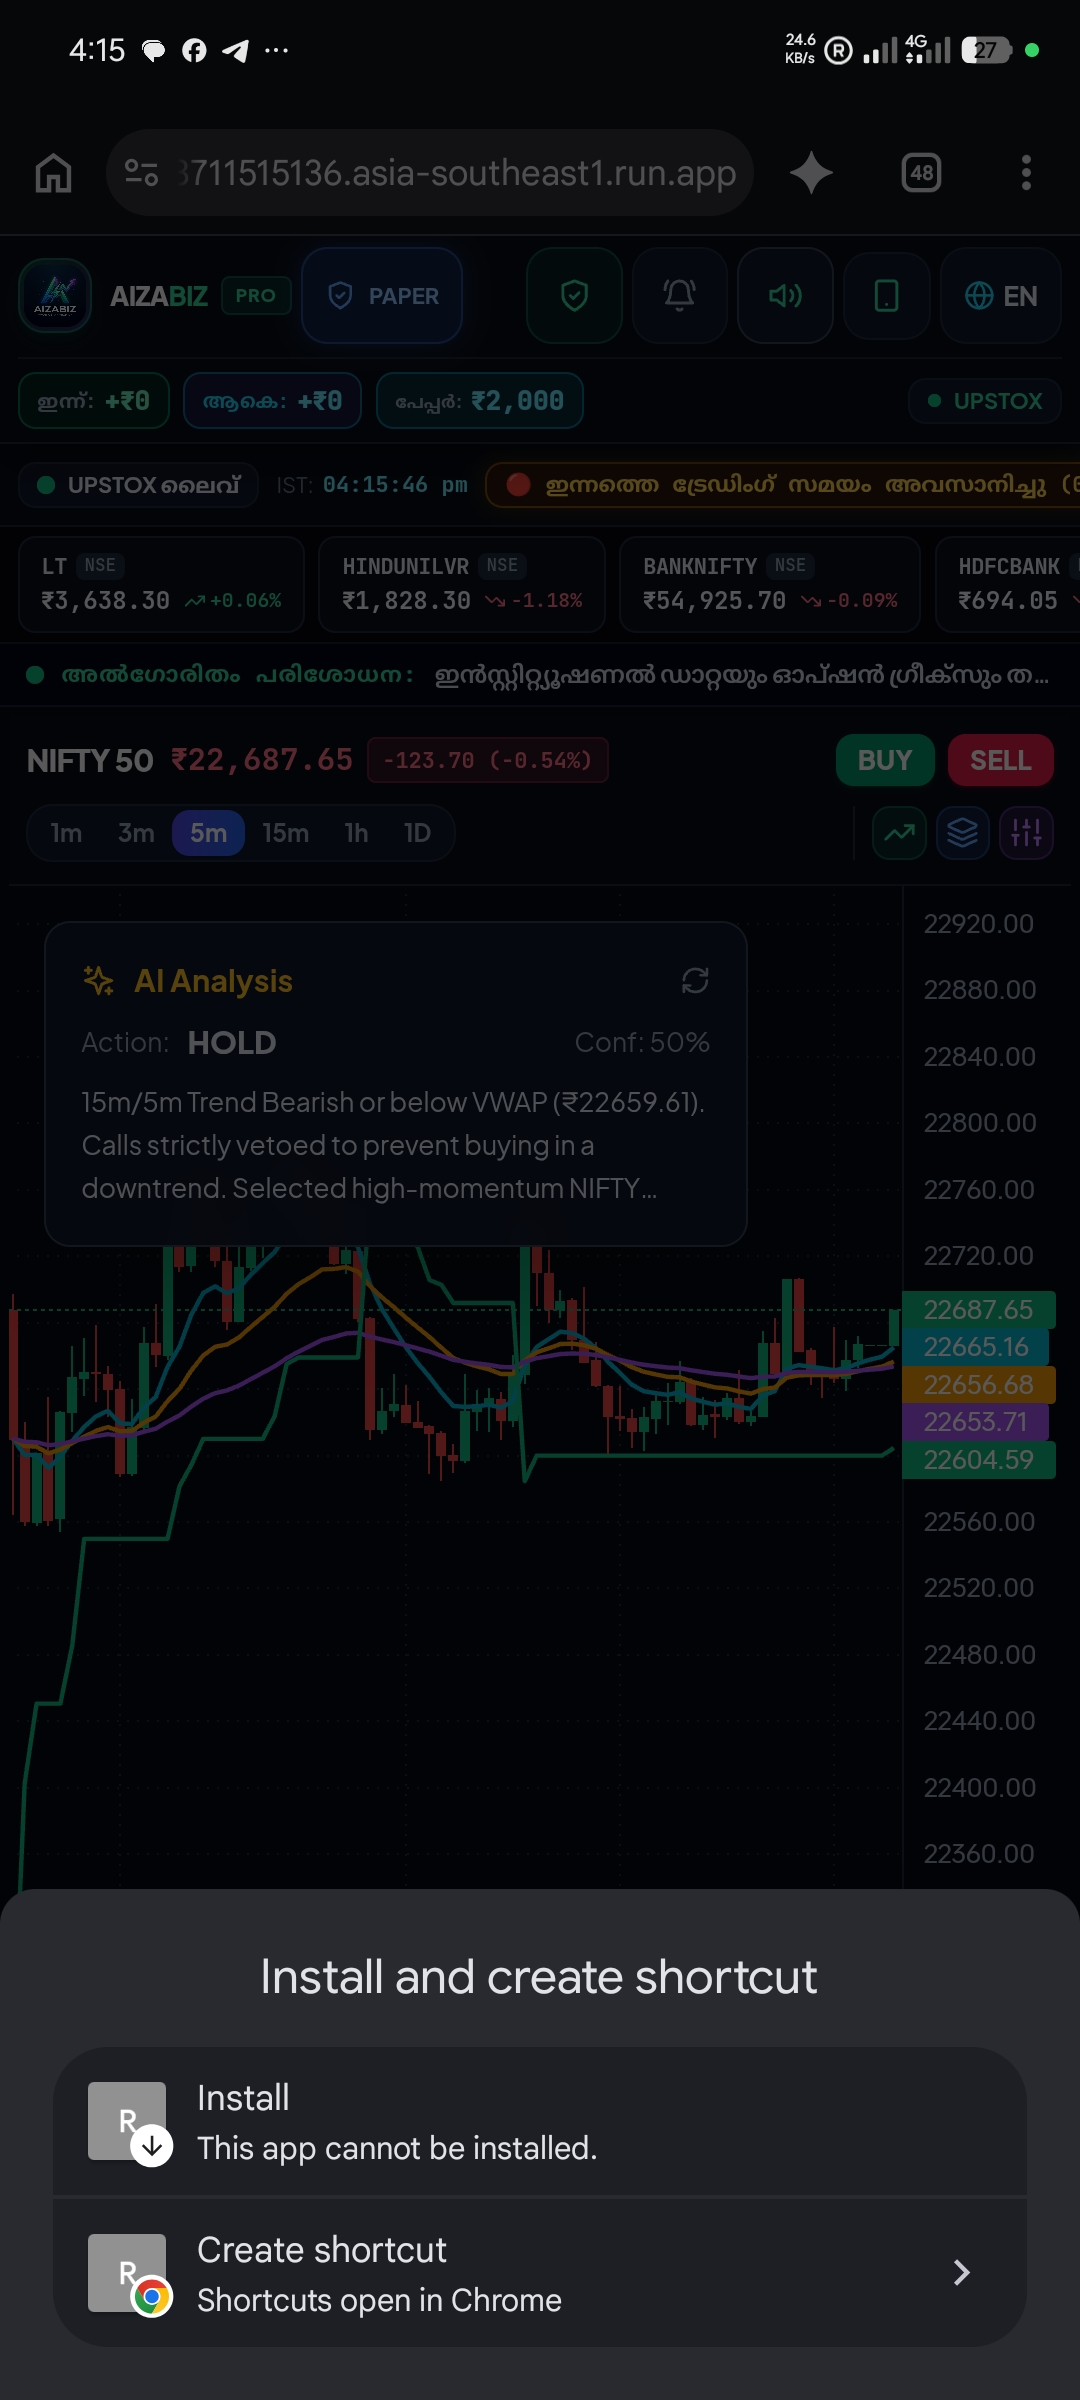 4:15
24.6 KB/s R 4G 27
3711515136.asia-southeast1.run.app 48
AIZABIZ AIZABIZ PRO PAPER EN
ഇന്ന്: +₹0 ആകെ: +₹0 പേപ്പർ: ₹2,000 UPSTOX
UPSTOX ലൈവ് IST: 04:15:46 pm ഇന്നത്തെ ട്രേഡിംഗ് സമയം അവസാനിച്ചു
LT NSE HINDUNILVR NSE BANKNIFTY NSE HDFCBANK
₹3,638.30 +0.06% ₹1,828.30 -1.18% ₹54,925.70 -0.09% ₹694.05
അൽഗോരിതം പരിശോധന: ഇൻസ്റ്റിറ്റ്യൂഷണൽ ഡാറ്റയും ഓപ്ഷൻ ഗ്രീക്സും ത...
NIFTY 50 ₹22,687.65 -123.70 (-0.54%) BUY SELL
1m 3m 5m 15m 1h 1D
22920.00
AI Analysis
22880.00
Action: HOLD Conf: 50%
22840.00
15m/5m Trend Bearish or below VWAP (₹22659.61).
22800.00
Calls strictly vetoed to prevent buying in a
downtrend. Selected high-momentum NIFTY...
22760.00
22720.00
22687.65
22665.16
22656.68
22653.71
22604.59
22560.00
22520.00
22480.00
22440.00
22400.00
22360.00
Install and create shortcut
R
Install
This app cannot be installed.
R
Create shortcut
Shortcuts open in Chrome